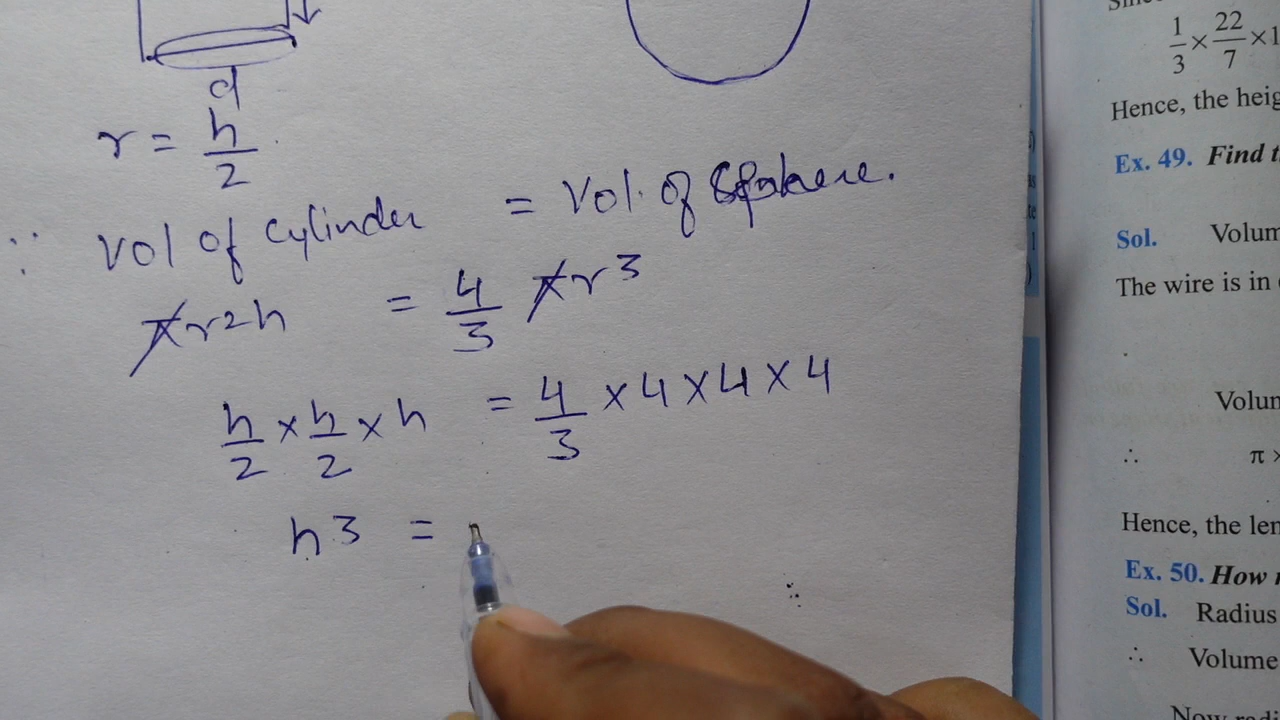 d
r = h/2
∵ Vol of Cylinder = Vol. of Sphere.
πr2h = 4/3 πr3
h/2 × h/2 × h = 4/3 × 4 × 4 × 4
h3 =
1/3 × 22/7 ×1
Hence, the heig
Ex. 49. Find t
Sol. Volum
The wire is in
Volun
∴ π ×
Hence, the len
Ex. 50. How
Sol. Radius
∴ Volume
Now radi